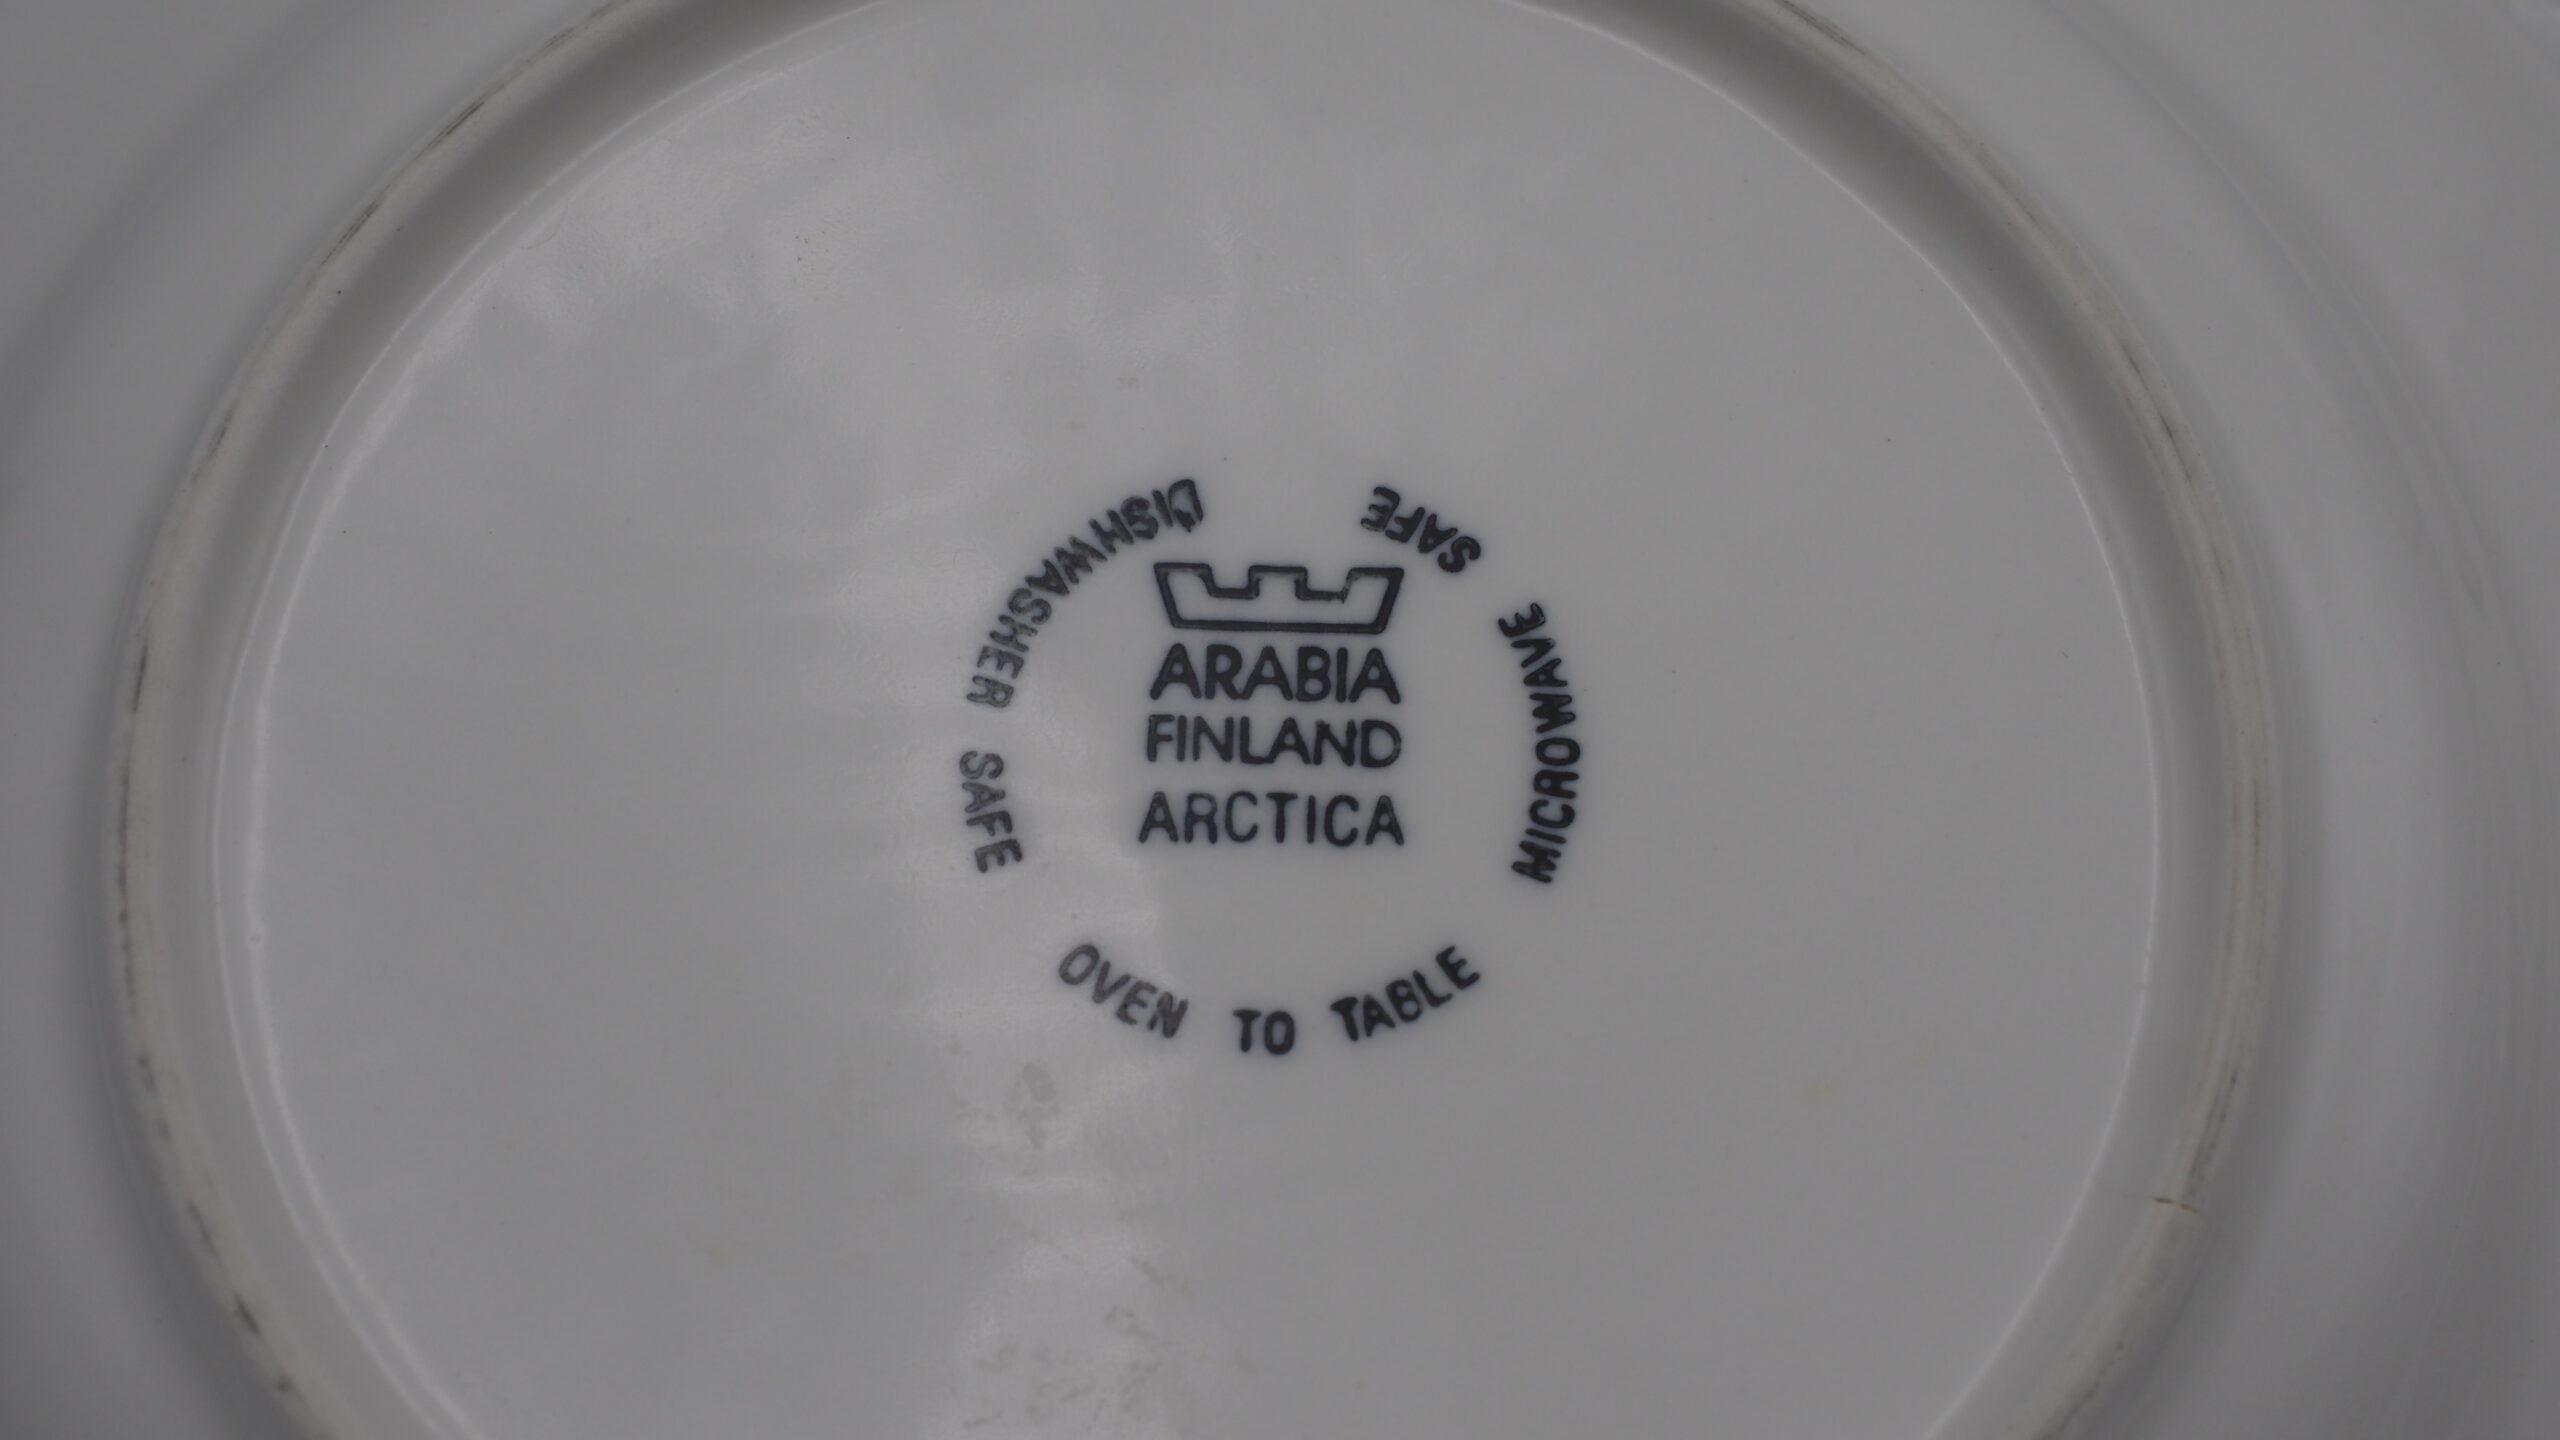 ARABIA
FINLAND
ARCTICA
DISHWASHER SAFE
OVEN TO TABLE
MICROWAVE SAFE